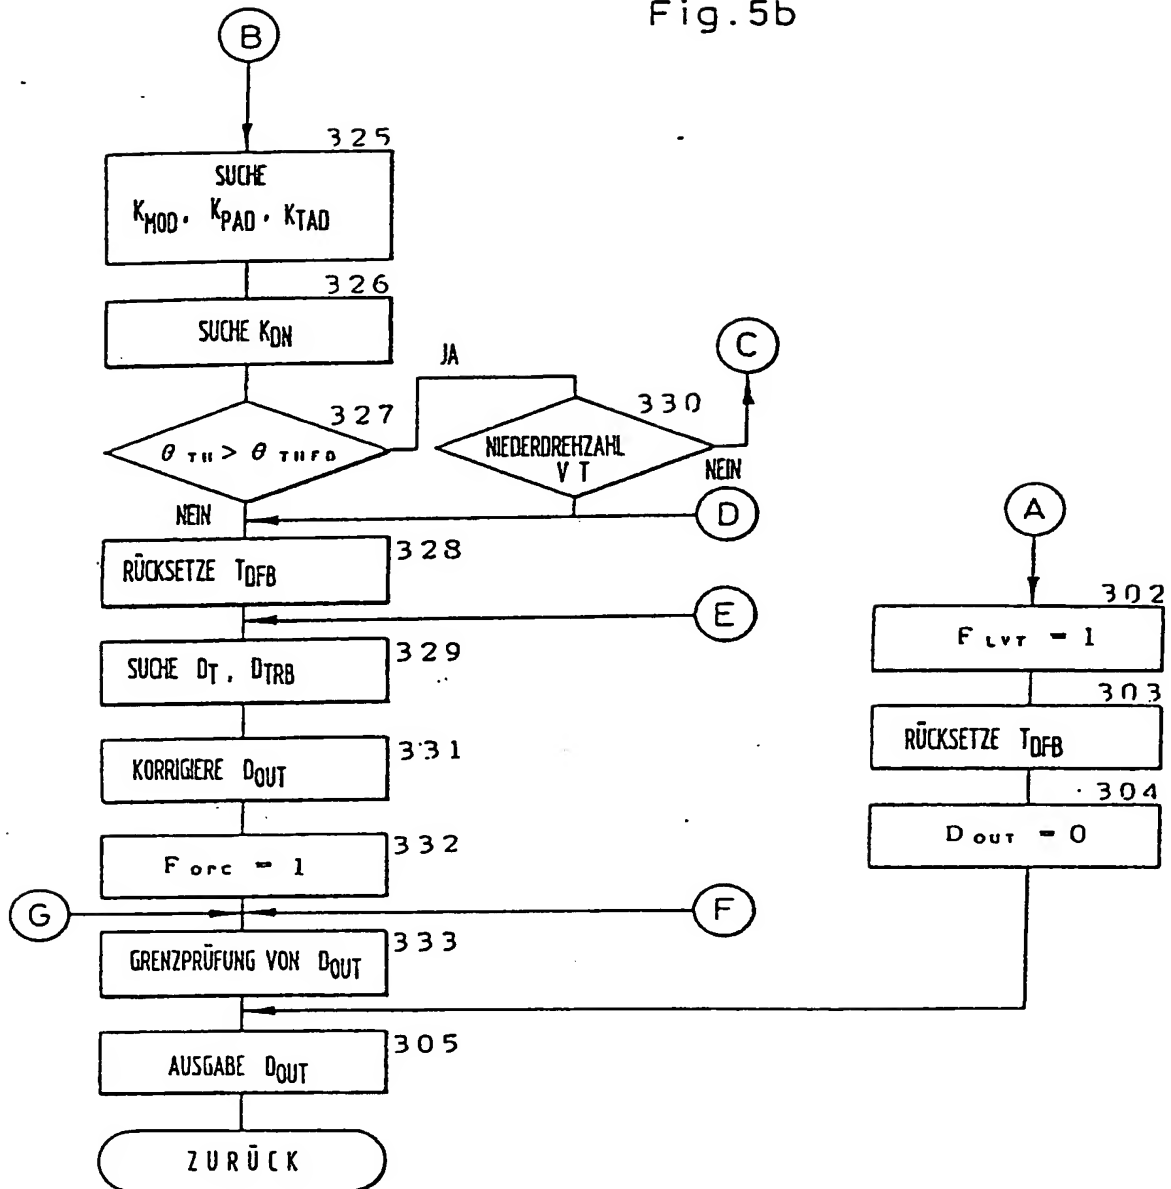 Fig.5b
B
325
SUCHE
KMOD, KPAD, KTAD
326
SUCHE KDN
JA
C
327
θTH > θTHFD
330
NIEDERDREHZAHL
VT
NEIN
NEIN
D
A
328
RÜCKSETZE TDFB
E
302
FLVT = 1
329
SUCHE DT, DTRB
303
RÜCKSETZE TDFB
331
KORRIGIERE DOUT
304
DOUT = 0
332
FOFC = 1
G
F
333
GRENZPRÜFUNG VON DOUT
305
AUSGABE DOUT
ZURÜCK